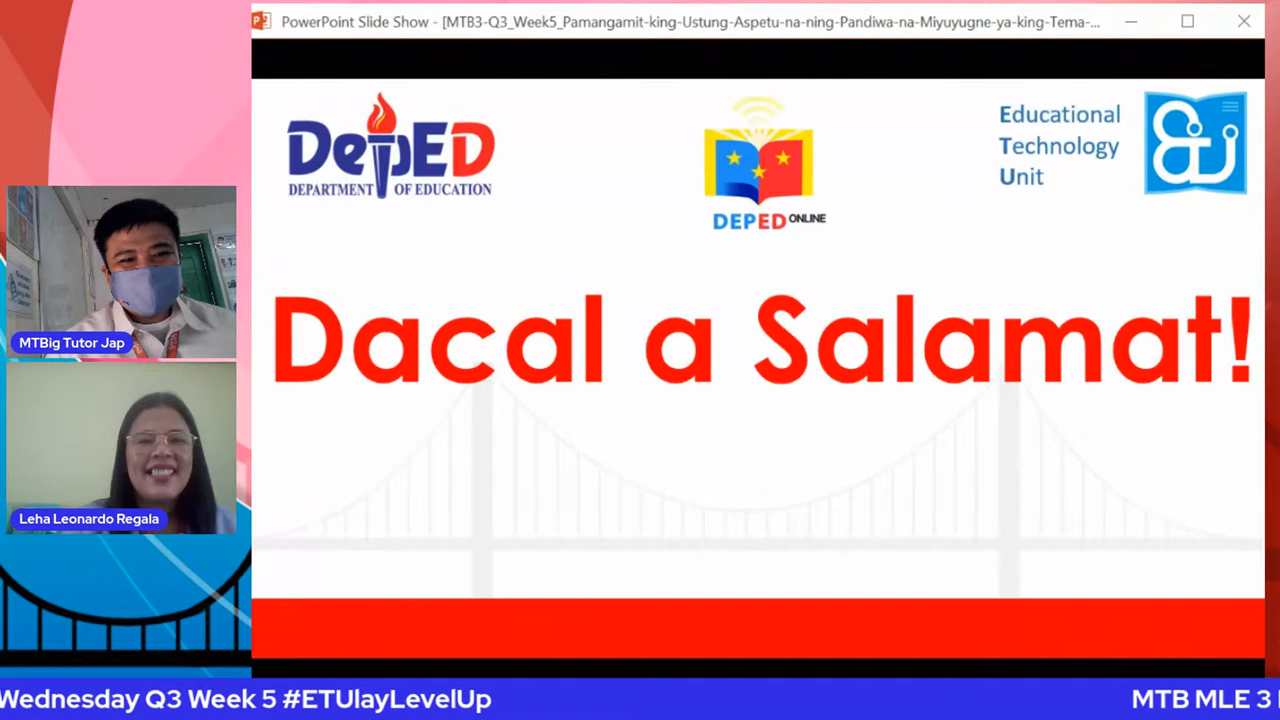 PowerPoint Slide Show - [MTB3-Q3_Week5_Pamangamit-king-Ustung-Aspetu-na-ning-Pandiwa-na-Miyuyugne-ya-king-Tema-...
DepED
DEPARTMENT OF EDUCATION
DEPED ONLINE
Educational
Technology
Unit
Dacal a Salamat!
MTBig Tutor Jap
Leha Leonardo Regala
Wednesday Q3 Week 5 #ETUlayLevelUp
MTB MLE 3